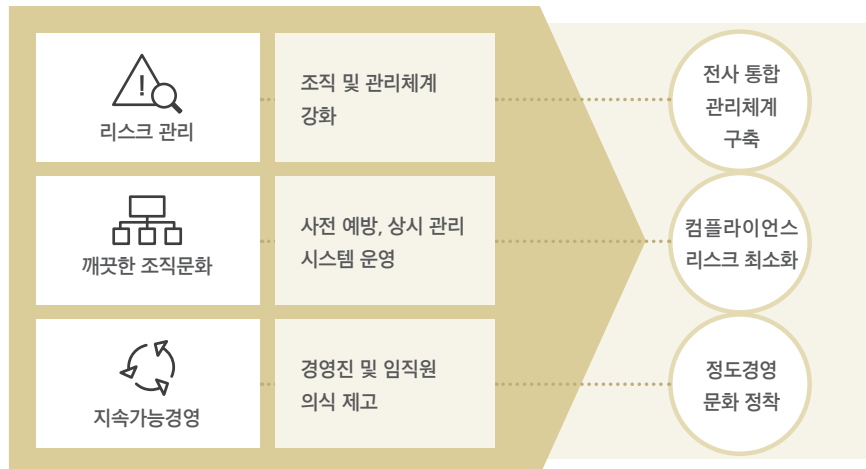 리스크 관리
조직 및 관리체계
강화
전사 통합
관리체계
구축
깨끗한 조직문화
사전 예방, 상시 관리
시스템 운영
컴플라이언스
리스크 최소화
지속가능경영
경영진 및 임직원
의식 제고
정도경영
문화 정착